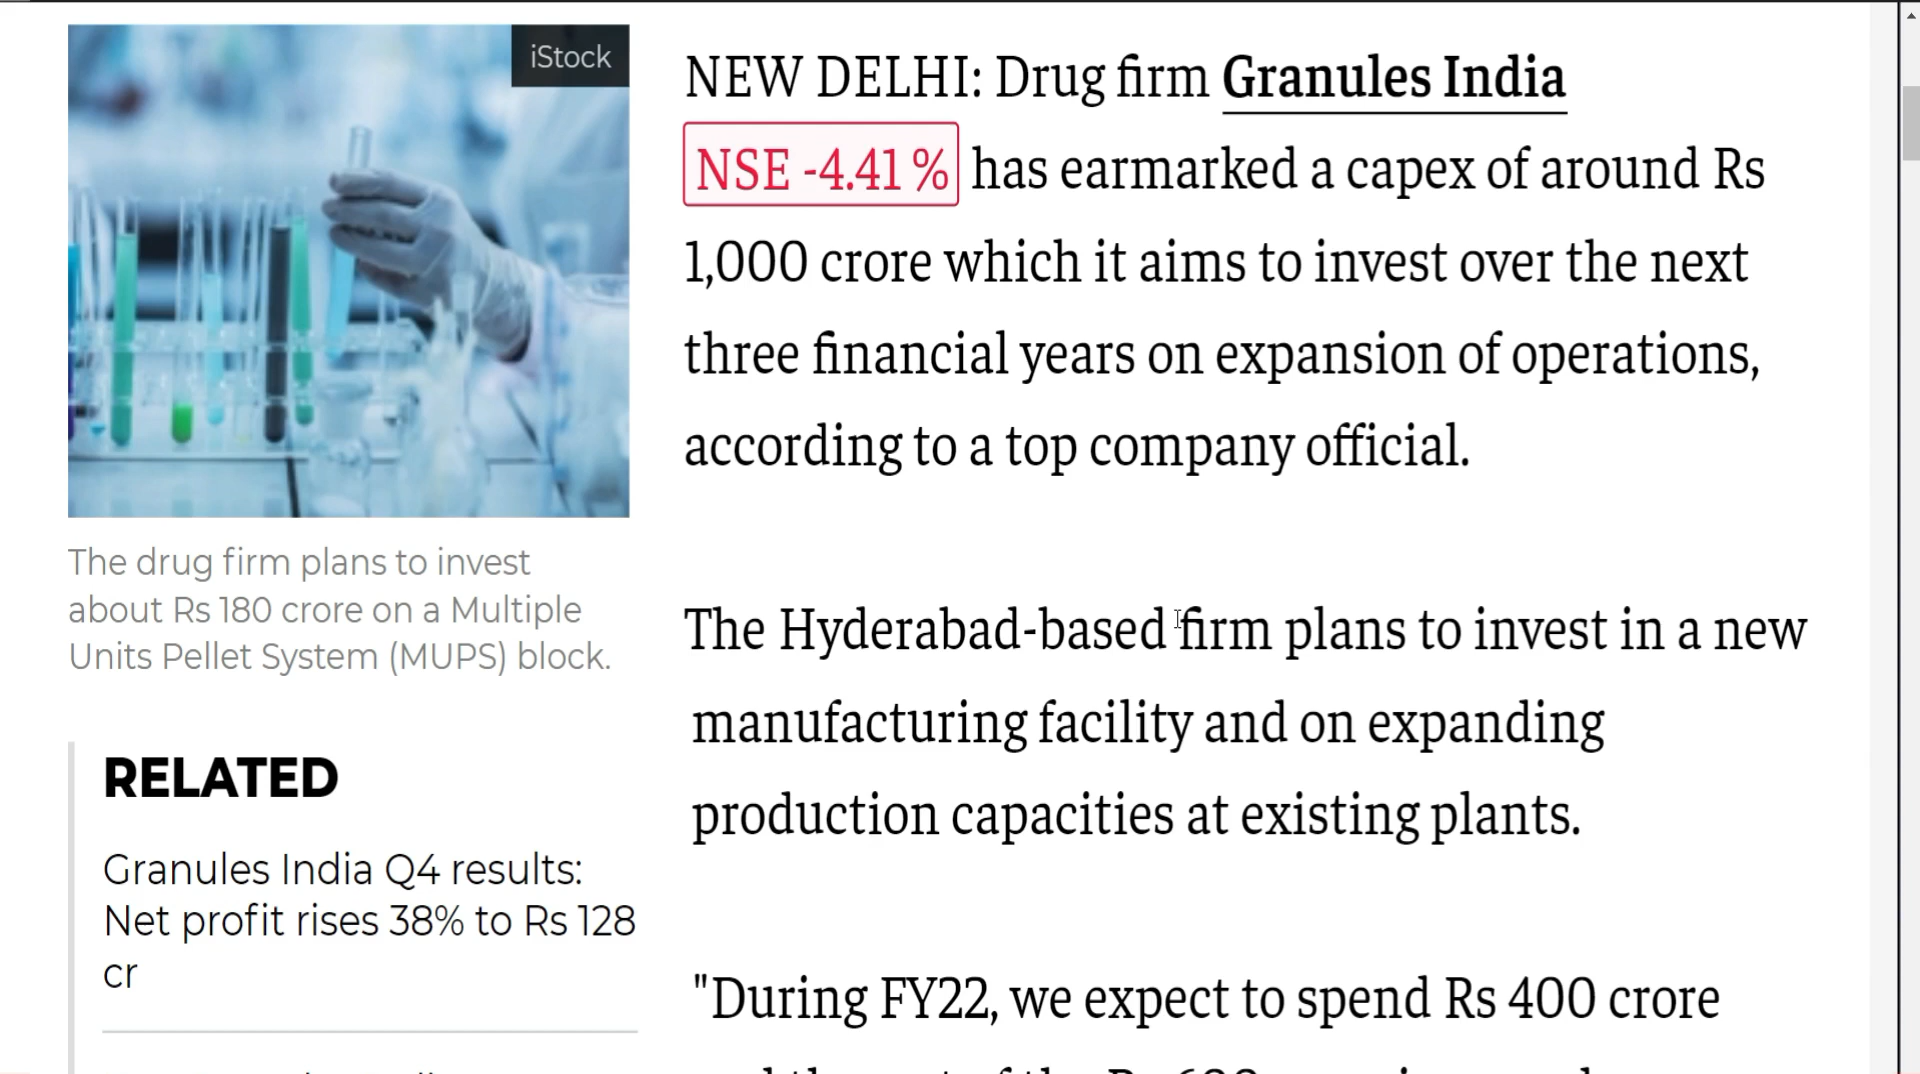 iStock
The drug firm plans to invest
about Rs 180 crore on a Multiple
Units Pellet System (MUPS) block.
RELATED
Granules India Q4 results:
Net profit rises 38% to Rs 128
cr
NEW DELHI: Drug firm Granules India
NSE -4.41 % has earmarked a capex of around Rs
1,000 crore which it aims to invest over the next
three financial years on expansion of operations,
according to a top company official.
The Hyderabad-based firm plans to invest in a new
manufacturing facility and on expanding
production capacities at existing plants.
"During FY22, we expect to spend Rs 400 crore